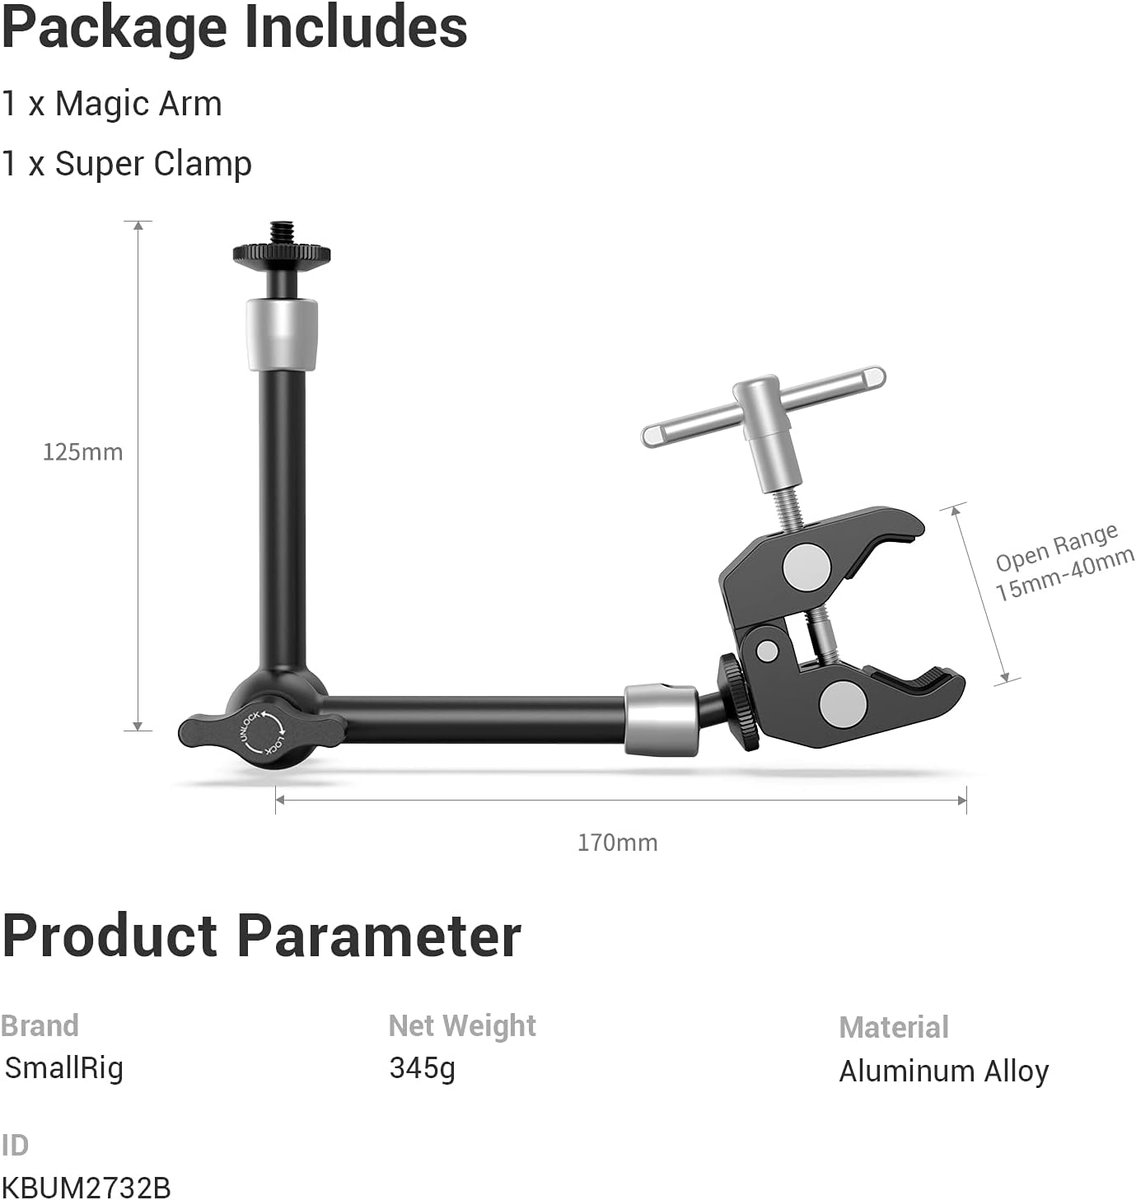 Package Includes
1 x Magic Arm
1 x Super Clamp
125mm
Open Range
15mm-40mm
UNLOCK
LOCK
170mm
Product Parameter
Brand
SmallRig
Net Weight
345g
Material
Aluminum Alloy
ID
KBUM2732B